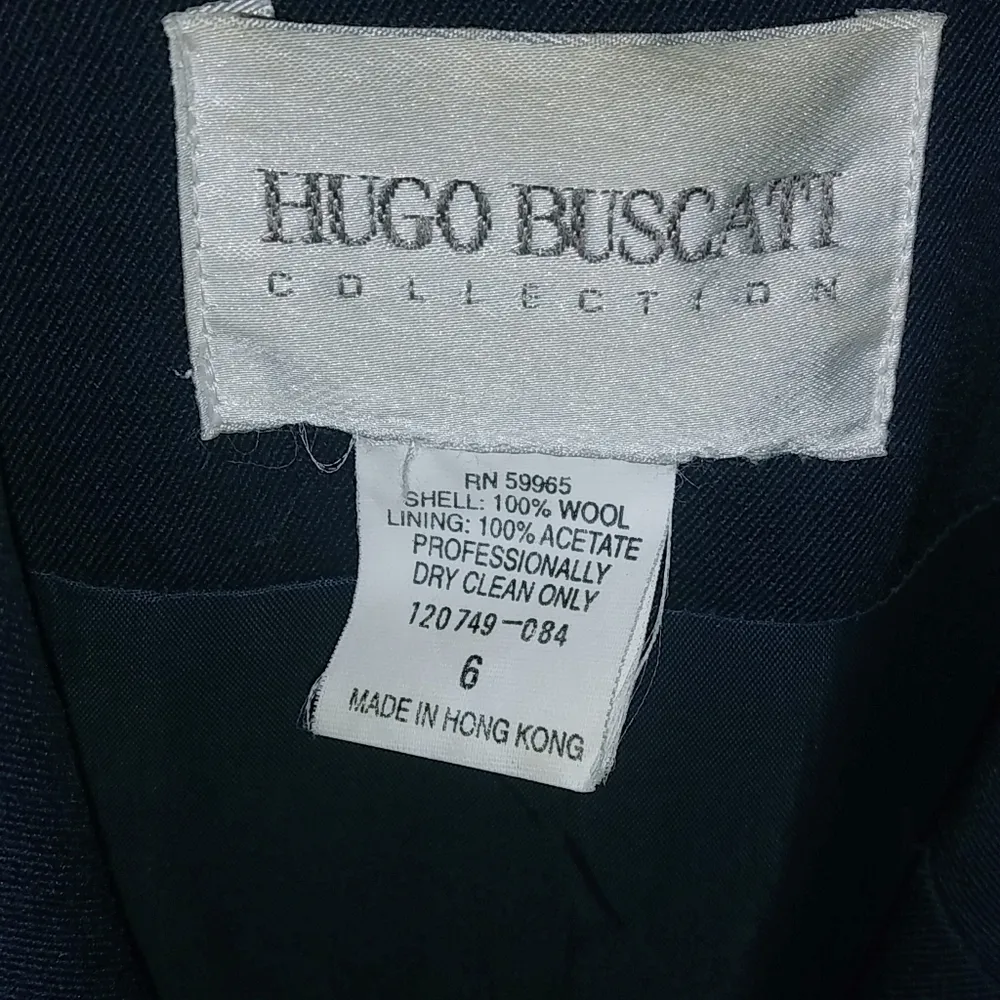 HUGO BUSCATI
COLLECTION
RN 59965
SHELL: 100% WOOL
LINING: 100% ACETATE
PROFESSIONALLY
DRY CLEAN ONLY
120749-084
6
MADE IN HONG KONG